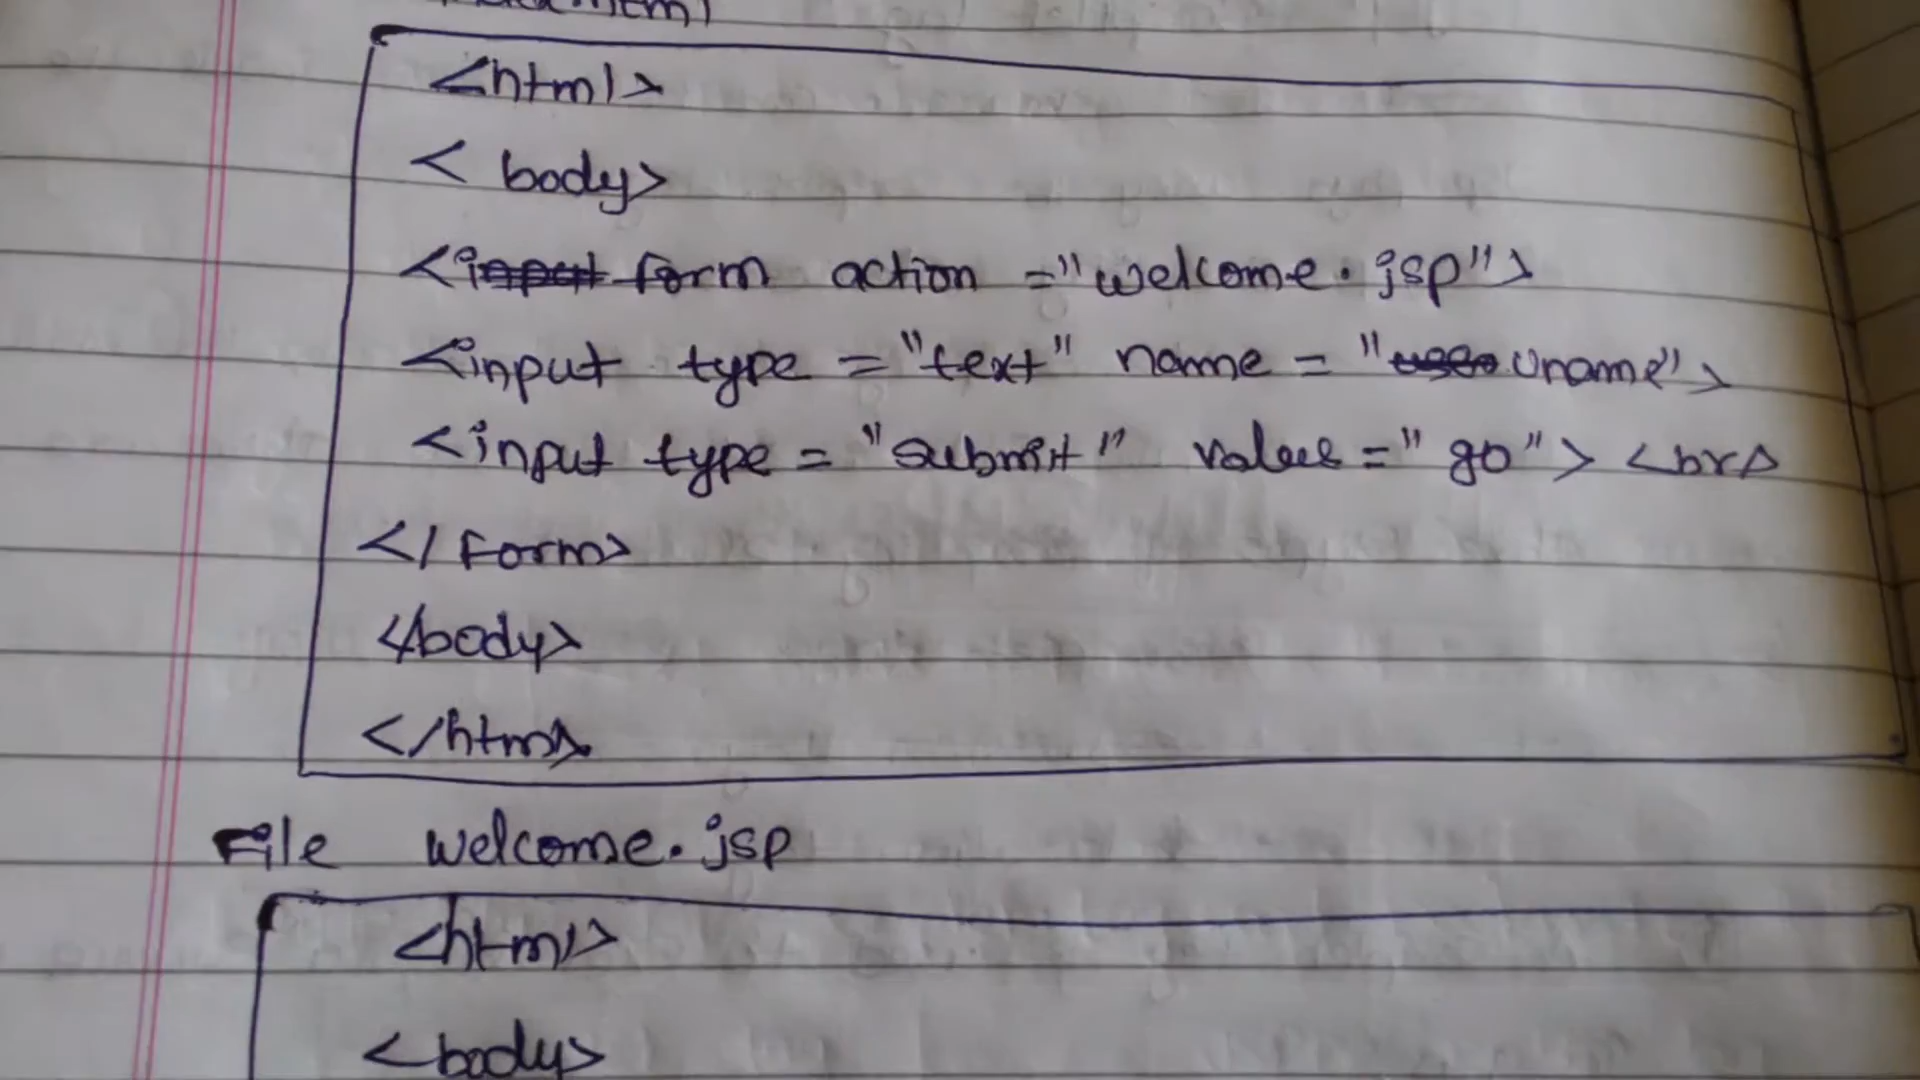 <html>
< body>
<form action ="welcome.jsp">
<input type = "text" name = "uname">
<input type = "submit" value = "go"> <br>
</form>
</body>
</html>
File welcome.jsp
<html>
<body>